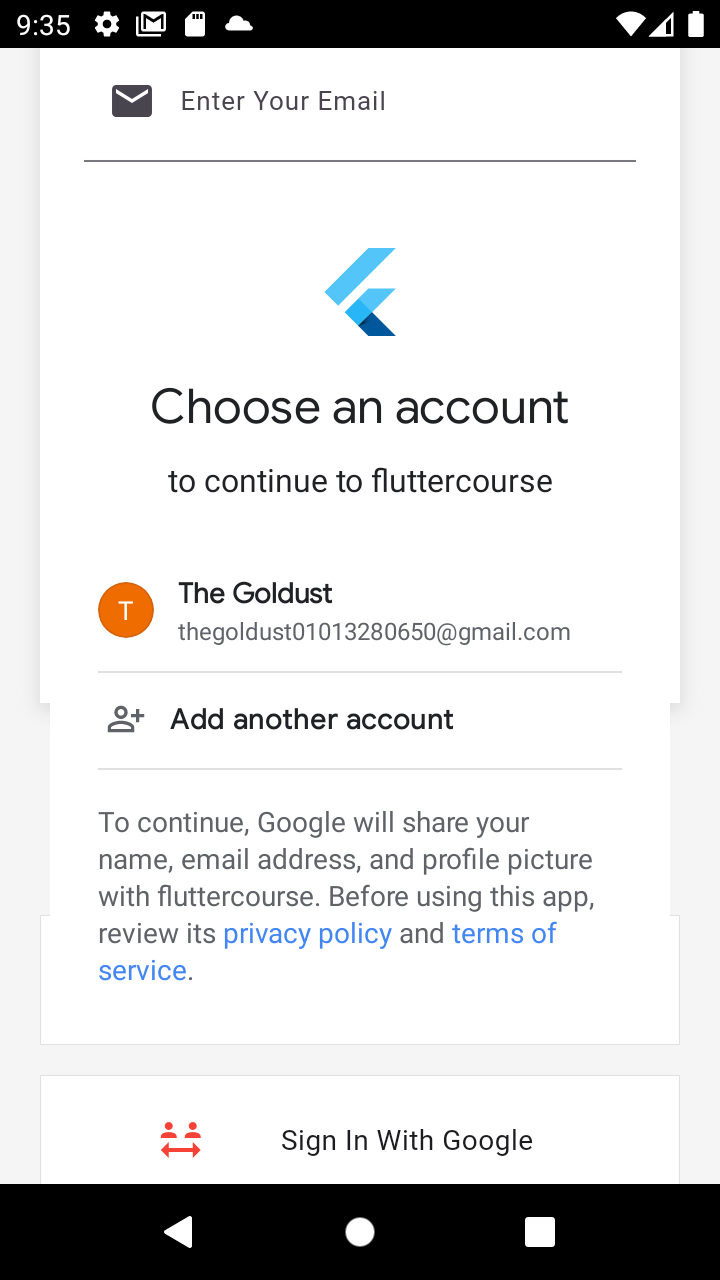 9:35
Enter Your Email
Choose an account
to continue to fluttercourse
T
The Goldust
thegoldust01013280650@gmail.com
Add another account
To continue, Google will share your
name, email address, and profile picture
with fluttercourse. Before using this app,
review its privacy policy and terms of
service.
Sign In With Google